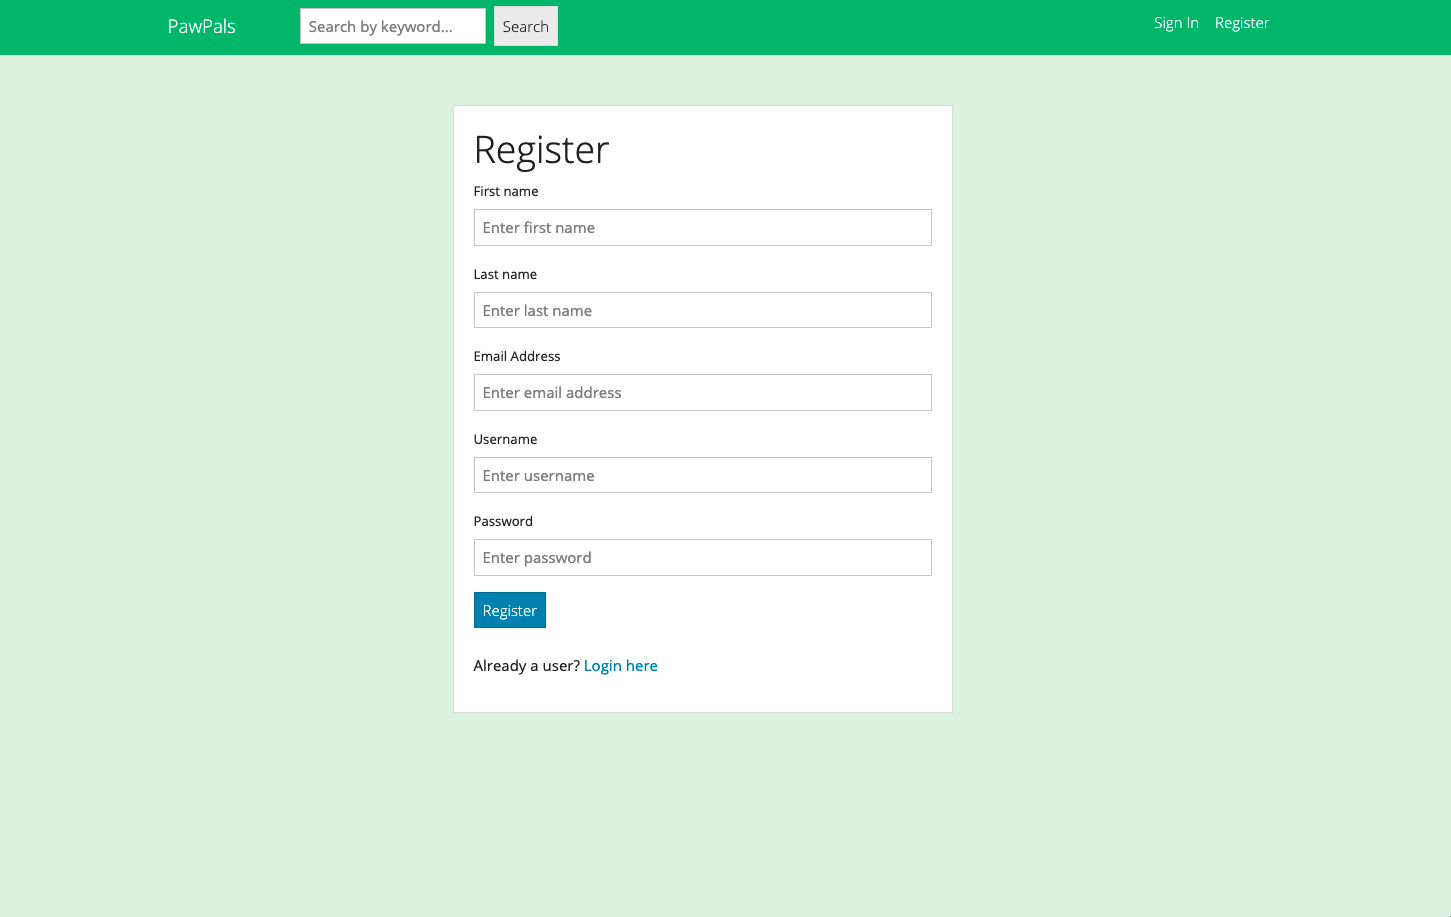 PawPals Search by keyword... Search Sign In Register
Register
First name
Enter first name
Last name
Enter last name
Email Address
Enter email address
Username
Enter username
Password
Enter password
Register
Already a user? Login here